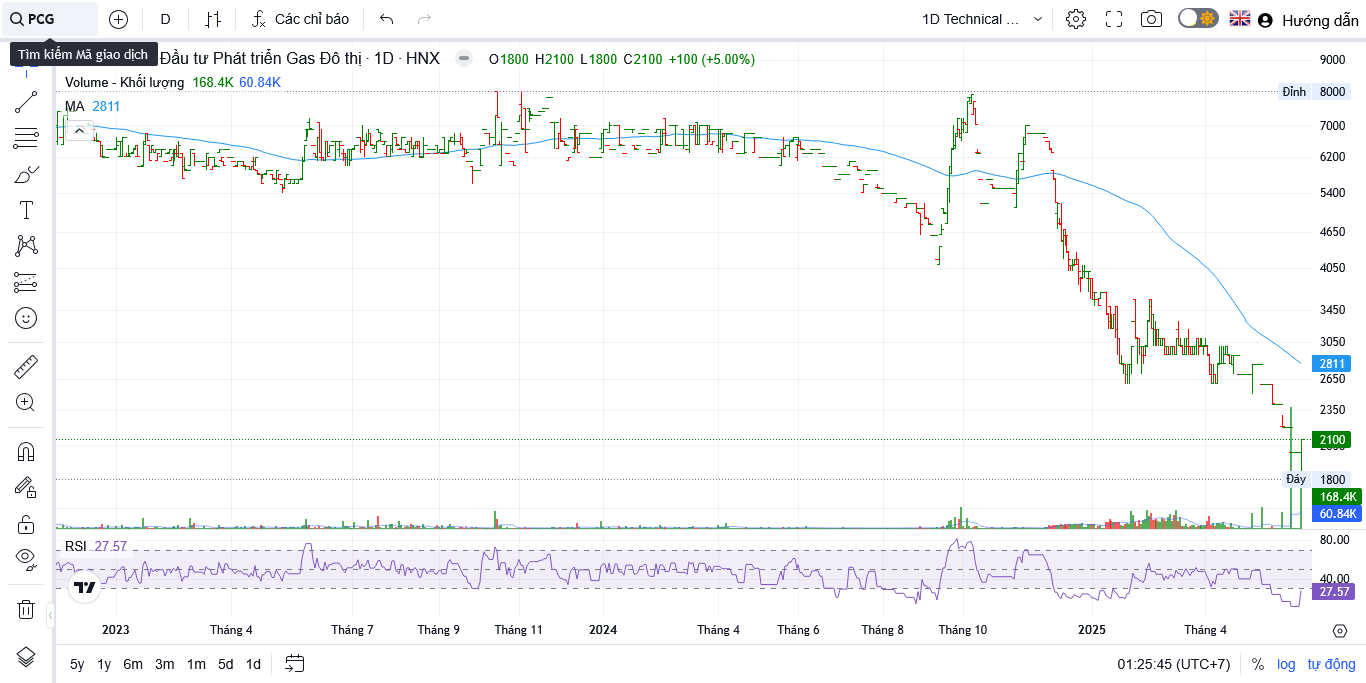 PCG
D
Các chỉ báo
1D Technical ...
Hướng dẫn
Tìm kiếm Mã giao dịch
Đầu tư Phát triển Gas Đô thị · 1D · HNX
O1800 H2100 L1800 C2100 +100 (+5.00%)
Volume - Khối lượng 168.4K 60.84K
MA 2811
9000
Đỉnh 8000
7000
6200
5400
4650
4050
3450
3050
2811
2650
2350
2100
Đáy 1800
168.4K
60.84K
RSI 27.57
80.00
40.00
27.57
2023 Tháng 4 Tháng 7 Tháng 9 Tháng 11 2024 Tháng 4 Tháng 6 Tháng 8 Tháng 10 2025 Tháng 4
5y 1y 6m 3m 1m 5d 1d
01:25:45 (UTC+7) % log tự động